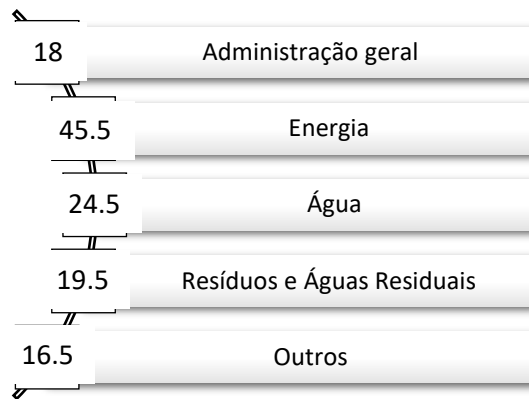 18 Administração geral
45.5 Energia
24.5 Água
19.5 Resíduos e Águas Residuais
16.5 Outros